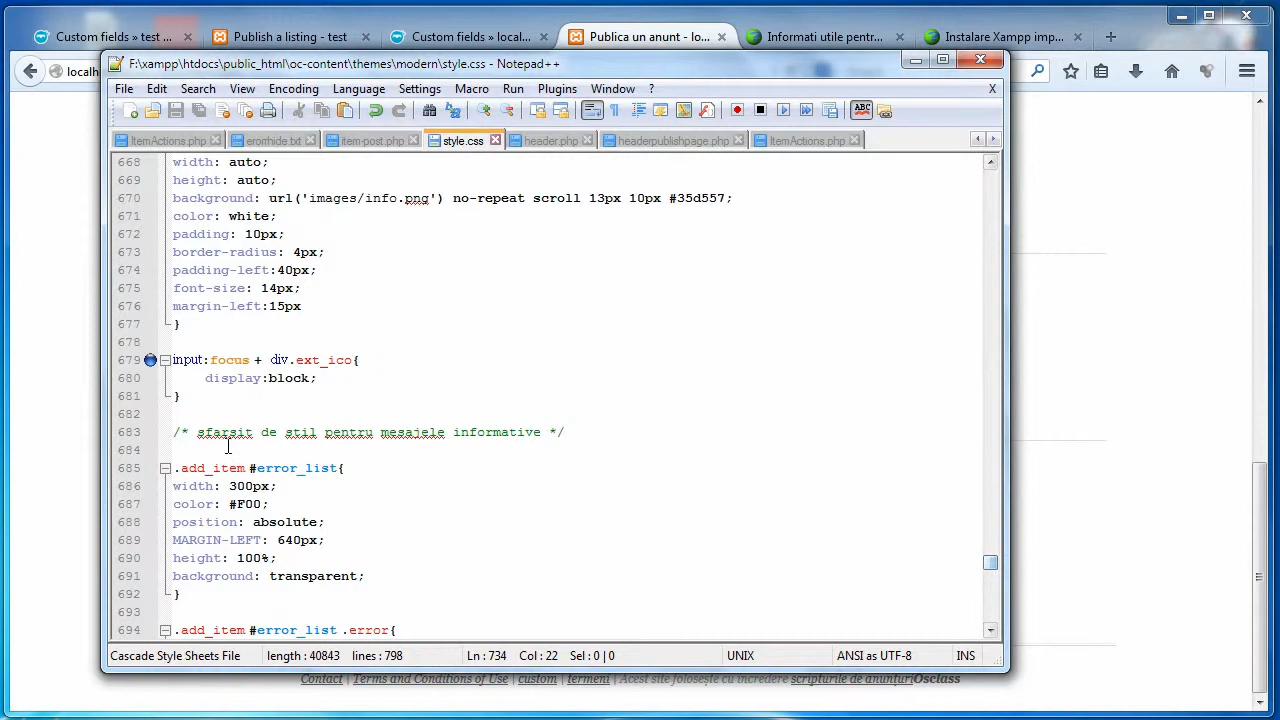 Custom fields » test ...
Publish a listing - test
Custom fields » local...
Publica un anunt - lo...
Informati utile pentru...
Instalare Xampp imp...
localh
F:\xampp\htdocs\public_html\oc-content\themes\modern\style.css - Notepad++
File Edit Search View Encoding Language Settings Macro Run Plugins Window ? X
ItemActions.php
erorrhide.txt
item-post.php
style.css
header.php
headerpublishpage.php
ItemActions.php
668 width: auto;
669 height: auto;
670 background: url('images/info.png') no-repeat scroll 13px 10px #35d557;
671 color: white;
672 padding: 10px;
673 border-radius: 4px;
674 padding-left:40px;
675 font-size: 14px;
676 margin-left:15px
677 }
678
679 input:focus + div.ext_ico{
680 display:block;
681 }
682
683 /* sfarsit de stil pentru mesajele informative */
684
685 .add_item #error_list{
686 width: 300px;
687 color: #F00;
688 position: absolute;
689 MARGIN-LEFT: 640px;
690 height: 100%;
691 background: transparent;
692 }
693
694 .add_item #error_list .error{
Cascade Style Sheets File length : 40843 lines : 798 Ln : 734 Col : 22 Sel : 0 | 0 UNIX ANSI as UTF-8 INS
Contact | Terms and Conditions of Use | custom | termeni | Acest site folosește cu încredere scripturile de anunțuri Osclass